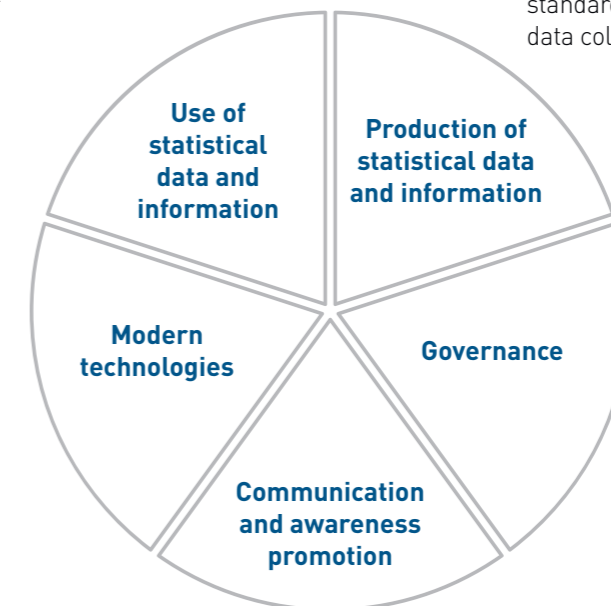 data col
Use of
statistical
data and
information
Production of
statistical data
and information
Modern
technologies
Governance
Communication
and awareness
promotion